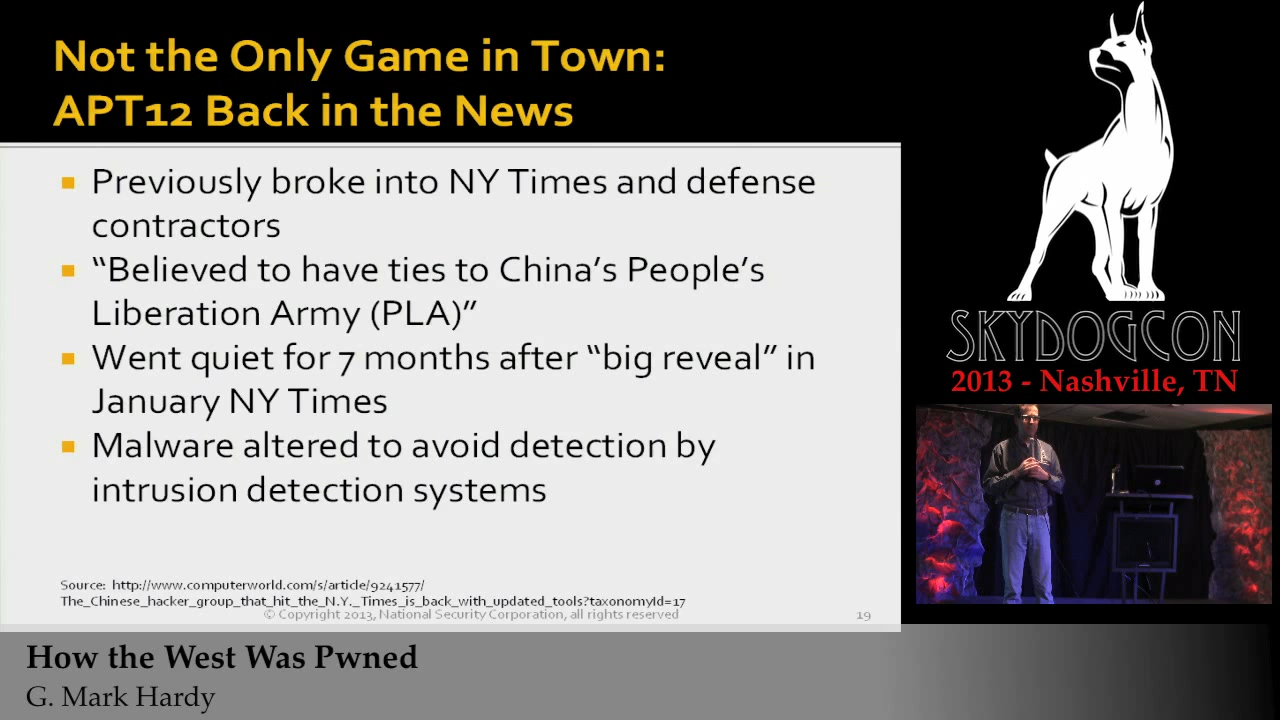 Not the Only Game in Town:
APT12 Back in the News
Previously broke into NY Times and defense
contractors
“Believed to have ties to China’s People’s
Liberation Army (PLA)”
Went quiet for 7 months after “big reveal” in
January NY Times
Malware altered to avoid detection by
intrusion detection systems
Source: http://www.computerworld.com/s/article/9241577/
The_Chinese_hacker_group_that_hit_the_N.Y._Times_is_back_with_updated_tools?taxonomyId=17
© Copyright 2013, National Security Corporation, all rights reserved
19
SKYDOGCON
2013 - Nashville, TN
How the West Was Pwned
G. Mark Hardy